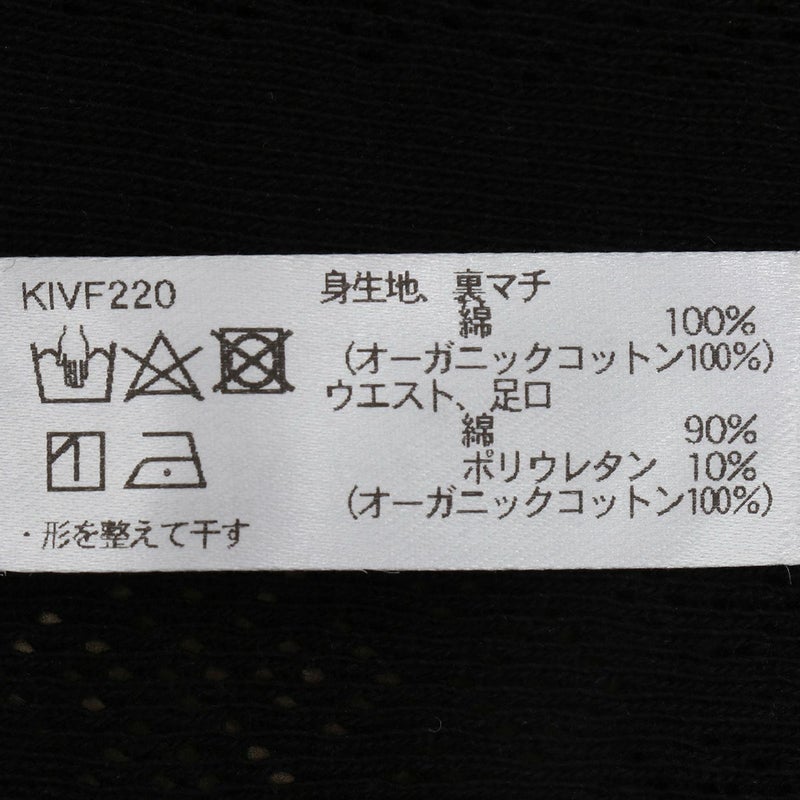 KIVF220
・形を整えて干す
身生地、裏マチ
綿 100%
(オーガニックコットン100%)
ウエスト、足口
綿 90%
ポリウレタン 10%
(オーガニックコットン100%)